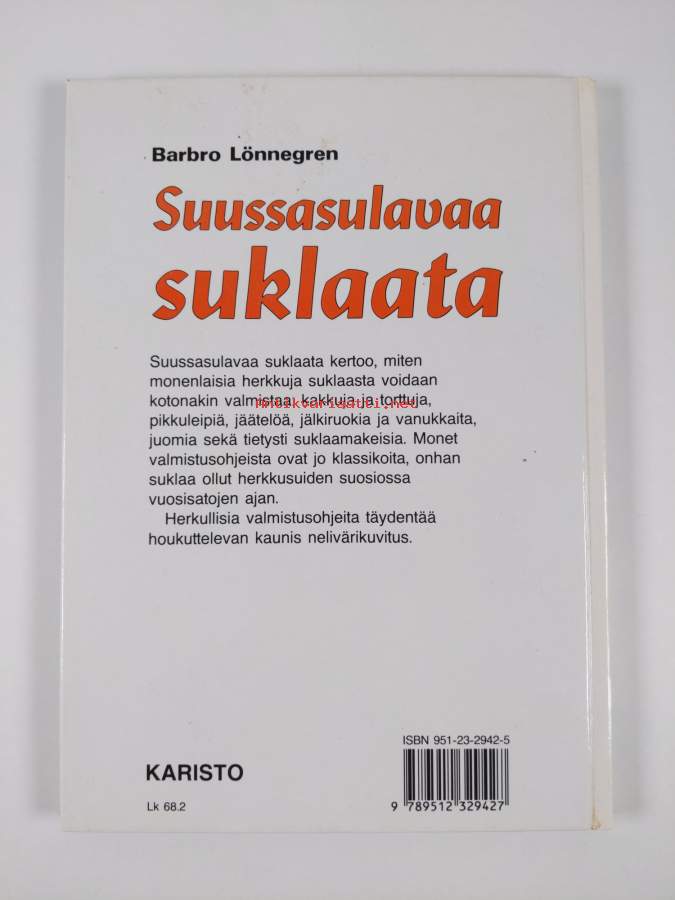 Barbro Lönnegren
Suussasulavaa
suklaata
Suussasulavaa suklaata kertoo, miten
monenlaisia herkkuja suklaasta voidaan
kotonakin valmistaa, kakkuja ja torttuja,
Antikvariaatti.net
pikkuleipiä, jäätelöä, jälkiruokia ja vanukkaita,
juomia sekä tietysti suklaamakeisia. Monet
valmistusohjeista ovat jo klassikoita, onhan
suklaa ollut herkkusuiden suosiossa
vuosisatojen ajan.
Herkullisia valmistusohjeita täydentää
houkuttelevan kaunis nelivärikuvitus.
ISBN 951-23-2942-5
KARISTO
Lk 68.2
9 789512 329427